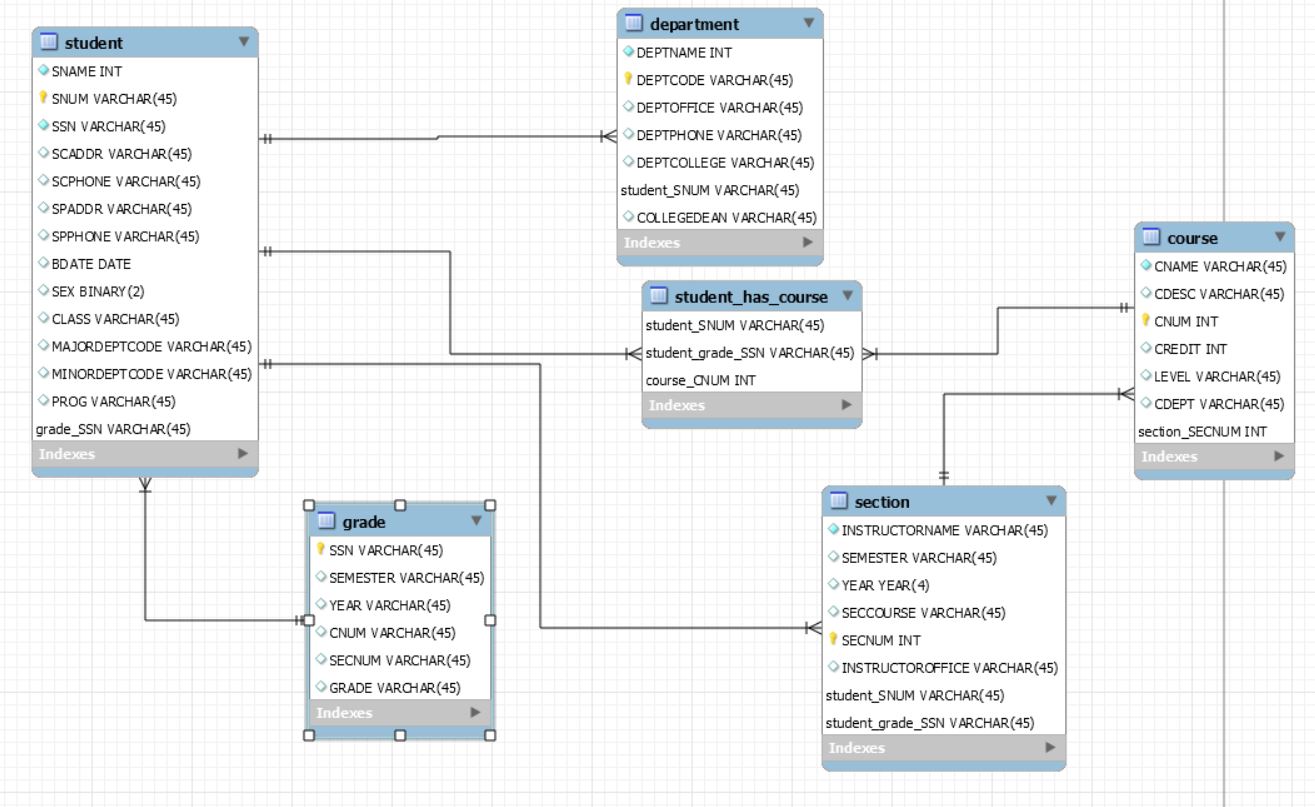 student
SNAME INT
SNUM VARCHAR(45)
SSN VARCHAR(45)
SCADDR VARCHAR(45)
SCPHONE VARCHAR(45)
SPADDR VARCHAR(45)
SPPHONE VARCHAR(45)
BDATE DATE
SEX BINARY(2)
CLASS VARCHAR(45)
MAJORDEPTCODE VARCHAR(45)
MINORDEPTCODE VARCHAR(45)
PROG VARCHAR(45)
grade_SSN VARCHAR(45)
Indexes
department
DEPTNAME INT
DEPTCODE VARCHAR(45)
DEPTOFFICE VARCHAR(45)
DEPTPHONE VARCHAR(45)
DEPTCOLLEGE VARCHAR(45)
student_SNUM VARCHAR(45)
COLLEGEDEAN VARCHAR(45)
Indexes
student_has_course
student_SNUM VARCHAR(45)
student_grade_SSN VARCHAR(45)
course_CNUM INT
Indexes
course
CNAME VARCHAR(45)
CDESC VARCHAR(45)
CNUM INT
CREDIT INT
LEVEL VARCHAR(45)
CDEPT VARCHAR(45)
section_SECNUM INT
Indexes
grade
SSN VARCHAR(45)
SEMESTER VARCHAR(45)
YEAR VARCHAR(45)
CNUM VARCHAR(45)
SECNUM VARCHAR(45)
GRADE VARCHAR(45)
Indexes
section
INSTRUCTORNAME VARCHAR(45)
SEMESTER VARCHAR(45)
YEAR YEAR(4)
SECCOURSE VARCHAR(45)
SECNUM INT
INSTRUCTOROFFICE VARCHAR(45)
student_SNUM VARCHAR(45)
student_grade_SSN VARCHAR(45)
Indexes